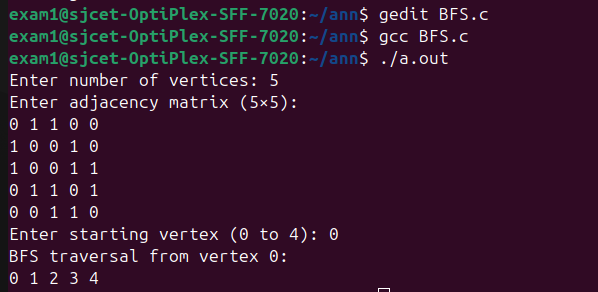 exam1@sjcet-OptiPlex-SFF-7020:~/ann$ gedit BFS.c
exam1@sjcet-OptiPlex-SFF-7020:~/ann$ gcc BFS.c
exam1@sjcet-OptiPlex-SFF-7020:~/ann$ ./a.out
Enter number of vertices: 5
Enter adjacency matrix (5×5):
0 1 1 0 0
1 0 0 1 0
1 0 0 1 1
0 1 1 0 1
0 0 1 1 0
Enter starting vertex (0 to 4): 0
BFS traversal from vertex 0:
0 1 2 3 4